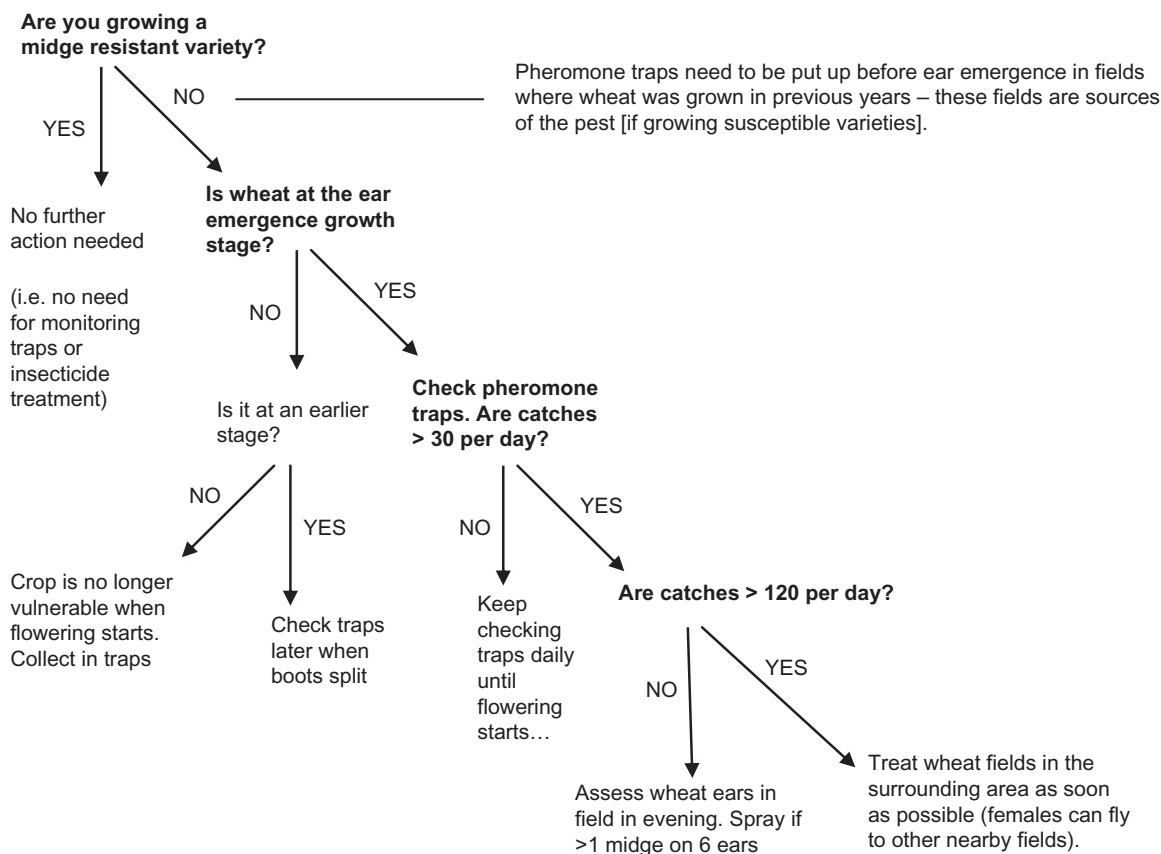 Are you growing a
midge resistant variety?
Pheromone traps need to be put up before ear emergence in fields
where wheat was grown in previous years – these fields are sources
of the pest [if growing susceptible varieties].
NO
YES
Is wheat at the ear
emergence growth
stage?
No further
action needed
(i.e. no need
for monitoring
traps or
insecticide
treatment)
YES
NO
Check pheromone
traps. Are catches
> 30 per day?
Is it at an earlier
stage?
NO
YES
NO
YES
Crop is no longer
vulnerable when
flowering starts.
Collect in traps
Check traps
later when
boots split
Keep
checking
traps daily
until
flowering
starts…
Are catches > 120 per day?
NO
YES
Assess wheat ears in
field in evening. Spray if
>1 midge on 6 ears
Treat wheat fields in the
surrounding area as soon
as possible (females can fly
to other nearby fields).